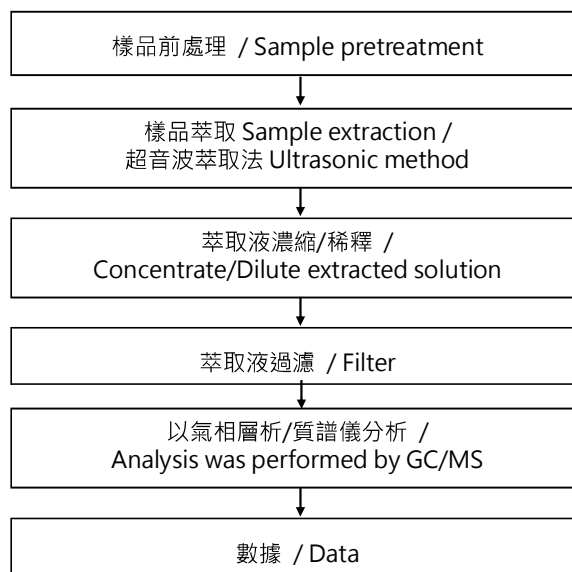 樣品前處理 / Sample pretreatment
樣品萃取 Sample extraction /
超音波萃取法 Ultrasonic method
萃取液濃縮/稀釋 /
Concentrate/Dilute extracted solution
萃取液過濾 / Filter
以氣相層析/質譜儀分析 /
Analysis was performed by GC/MS
數據 / Data